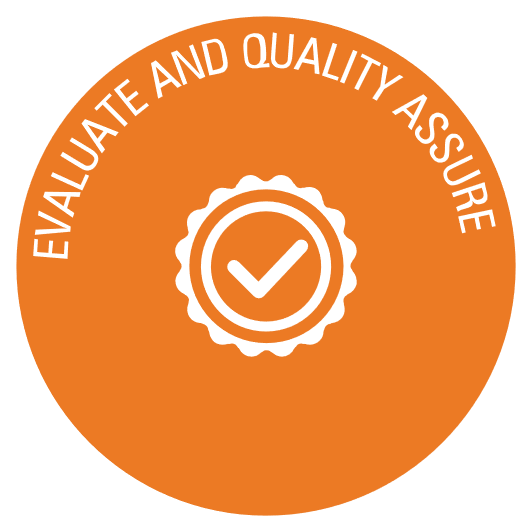 EVALUATE AND QUALITY ASSURE